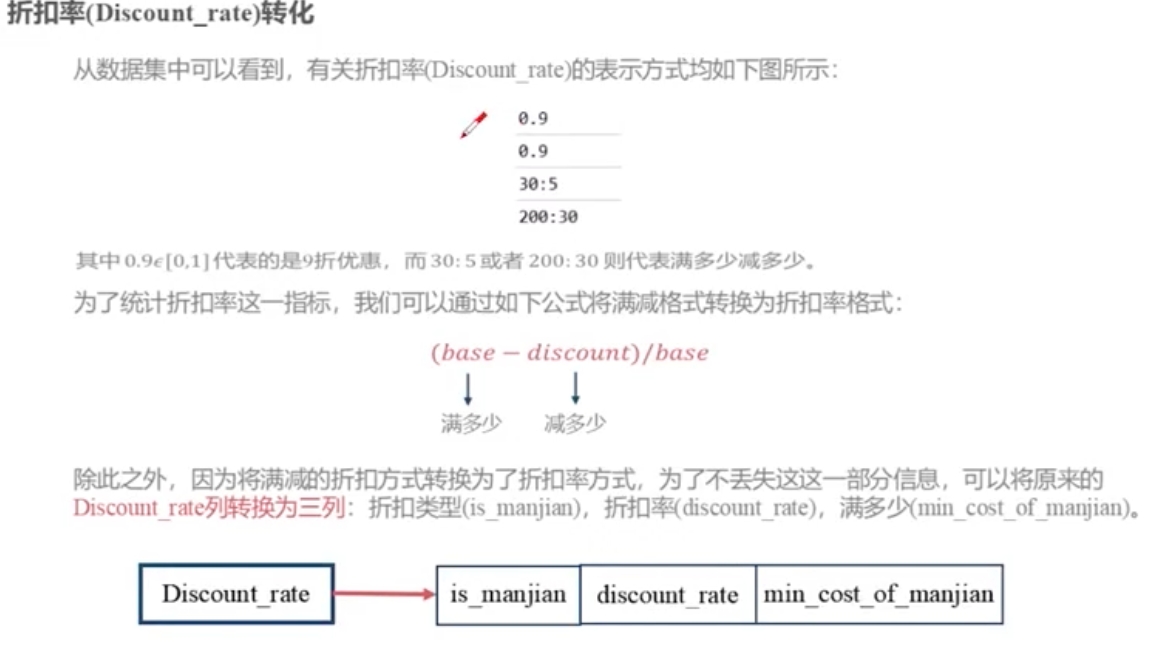 折扣率(Discount_rate)转化
从数据集中可以看到，有关折扣率(Discount_rate)的表示方式均如下图所示：
0.9
0.9
30:5
200:30
其中 0.9ϵ[0,1] 代表的是9折优惠，而 30: 5 或者 200: 30 则代表满多少减多少。
为了统计折扣率这一指标，我们可以通过如下公式将满减格式转换为折扣率格式：
(base − discount)/base
满多少 减多少
除此之外，因为将满减的折扣方式转换为了折扣率方式，为了不丢失这这一部分信息，可以将原来的
Discount_rate列转换为三列：折扣类型(is_manjian)，折扣率(discount_rate)，满多少(min_cost_of_manjian)。
Discount_rate is_manjian discount_rate min_cost_of_manjian